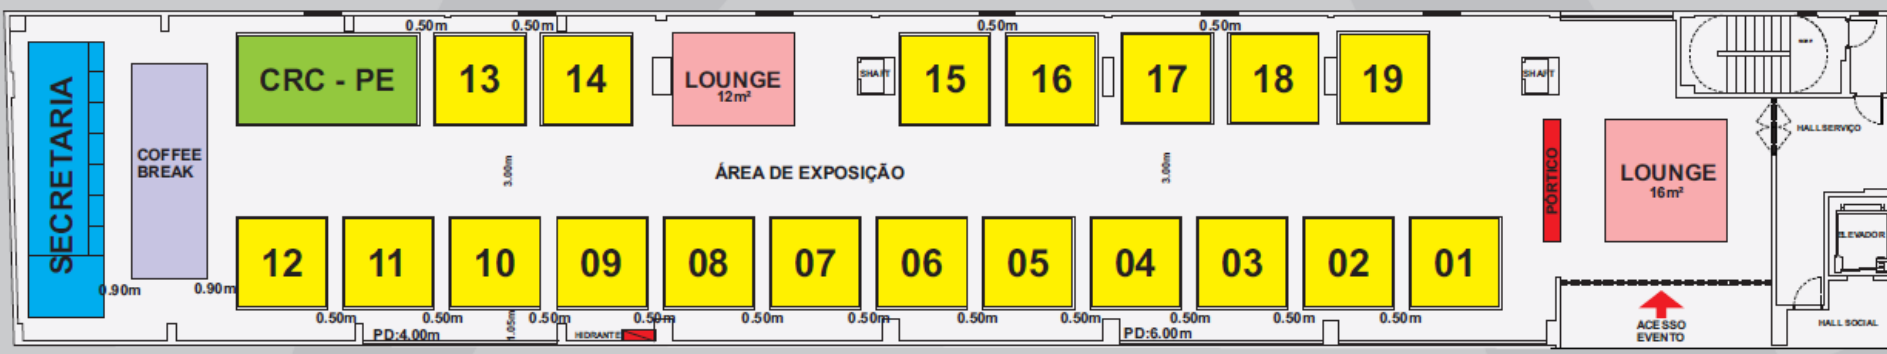 0.50m
0.50m
0.50m
0.50m
SECRETARIA
COFFEE
BREAK
CRC - PE
13
14
LOUNGE
12m²
SHAFT
15
16
17
18
19
SHAFT
3.00m
ÁREA DE EXPOSIÇÃO
3.00m
PÓRTICO
LOUNGE
16m²
HALL SERVIÇO
ELEVADOR
12
11
10
09
08
07
06
05
04
03
02
01
0.90m
0.90m
0.50m
0.50m
0.50m
0.50m
0.50m
0.50m
0.50m
0.50m
0.50m
0.50m
PD:4.00m
1.05m
HIDRANTE
PD:6.00m
ACESSO
EVENTO
HALL SOCIAL